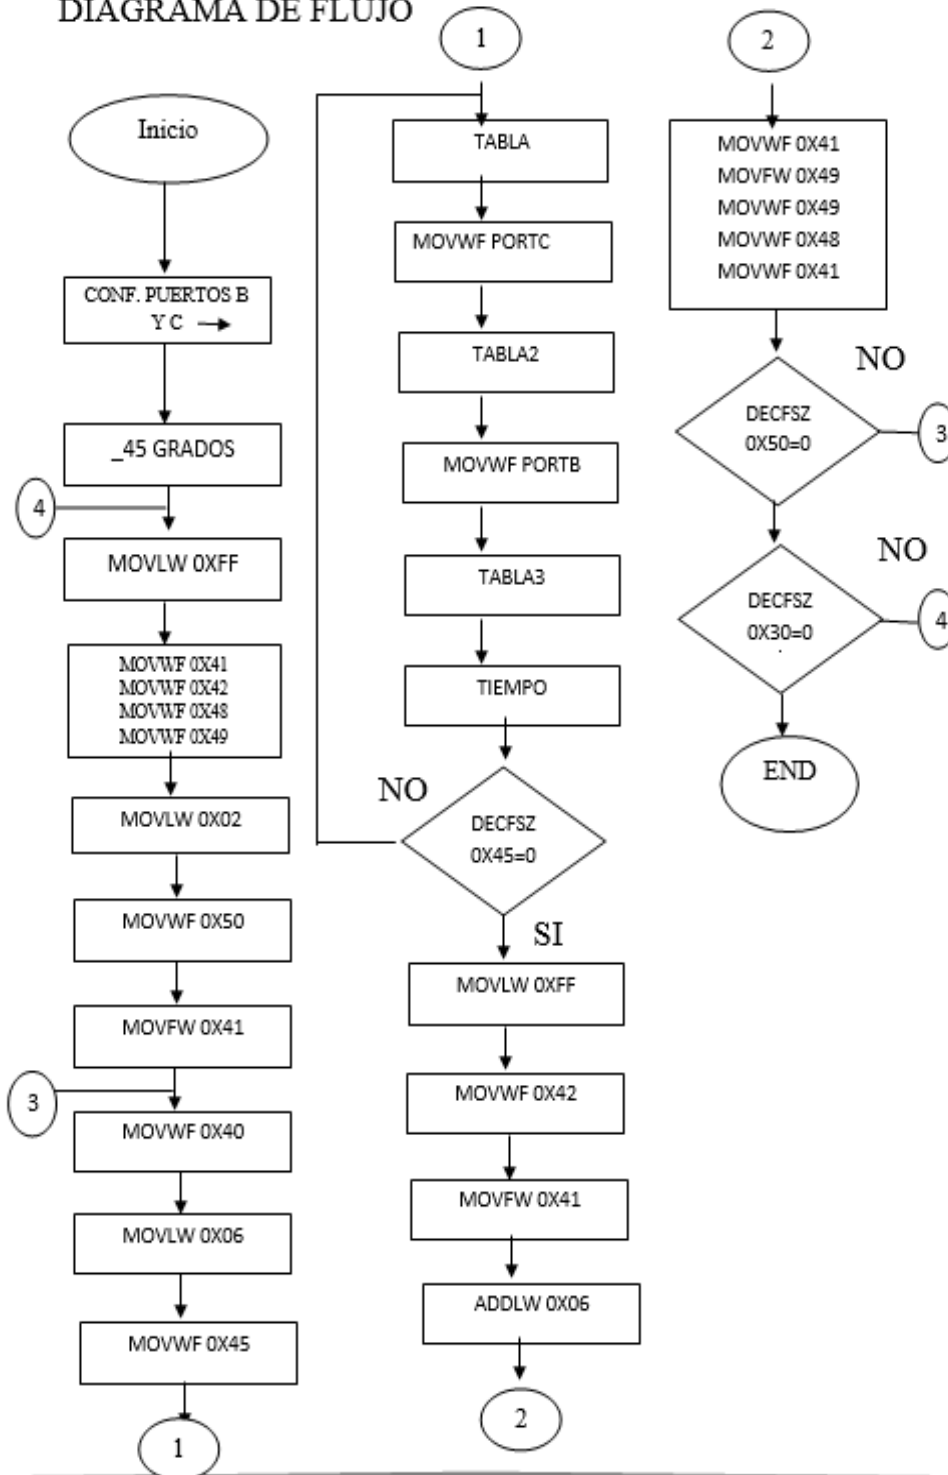 DIAGRAMA DE FLUJO
Inicio
CONF. PUERTOS B
Y C
_45 GRADOS
4
MOVLW 0XFF
MOVWF 0X41
MOVWF 0X42
MOVWF 0X48
MOVWF 0X49
MOVLW 0X02
MOVWF 0X50
MOVFW 0X41
3
MOVWF 0X40
MOVLW 0X06
MOVWF 0X45
1
1
TABLA
MOVWF PORTC
TABLA2
MOVWF PORTB
TABLA3
TIEMPO
NO
DECFSZ
0X45=0
SI
MOVLW 0XFF
MOVWF 0X42
MOVFW 0X41
ADDLW 0X06
2
2
MOVWF 0X41
MOVFW 0X49
MOVWF 0X49
MOVWF 0X48
MOVWF 0X41
NO
DECFSZ
0X50=0
3
NO
DECFSZ
0X30=0
4
END